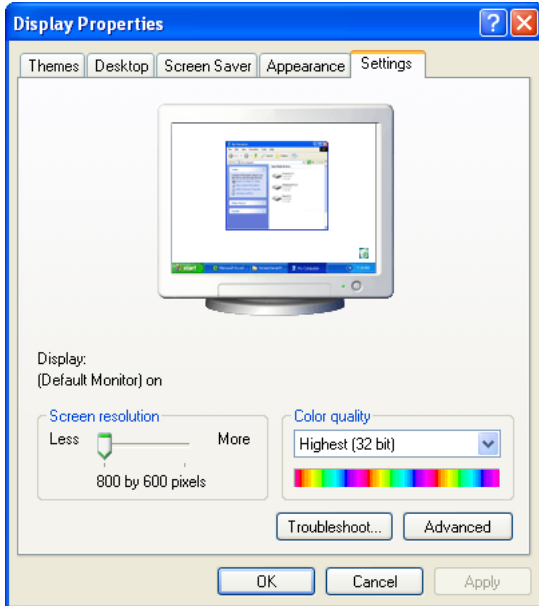 Display Properties
Themes Desktop Screen Saver Appearance Settings
start
Display:
(Default Monitor) on
Screen resolution
Less More
800 by 600 pixels
Color quality
Highest (32 bit)
Troubleshoot... Advanced
OK Cancel Apply